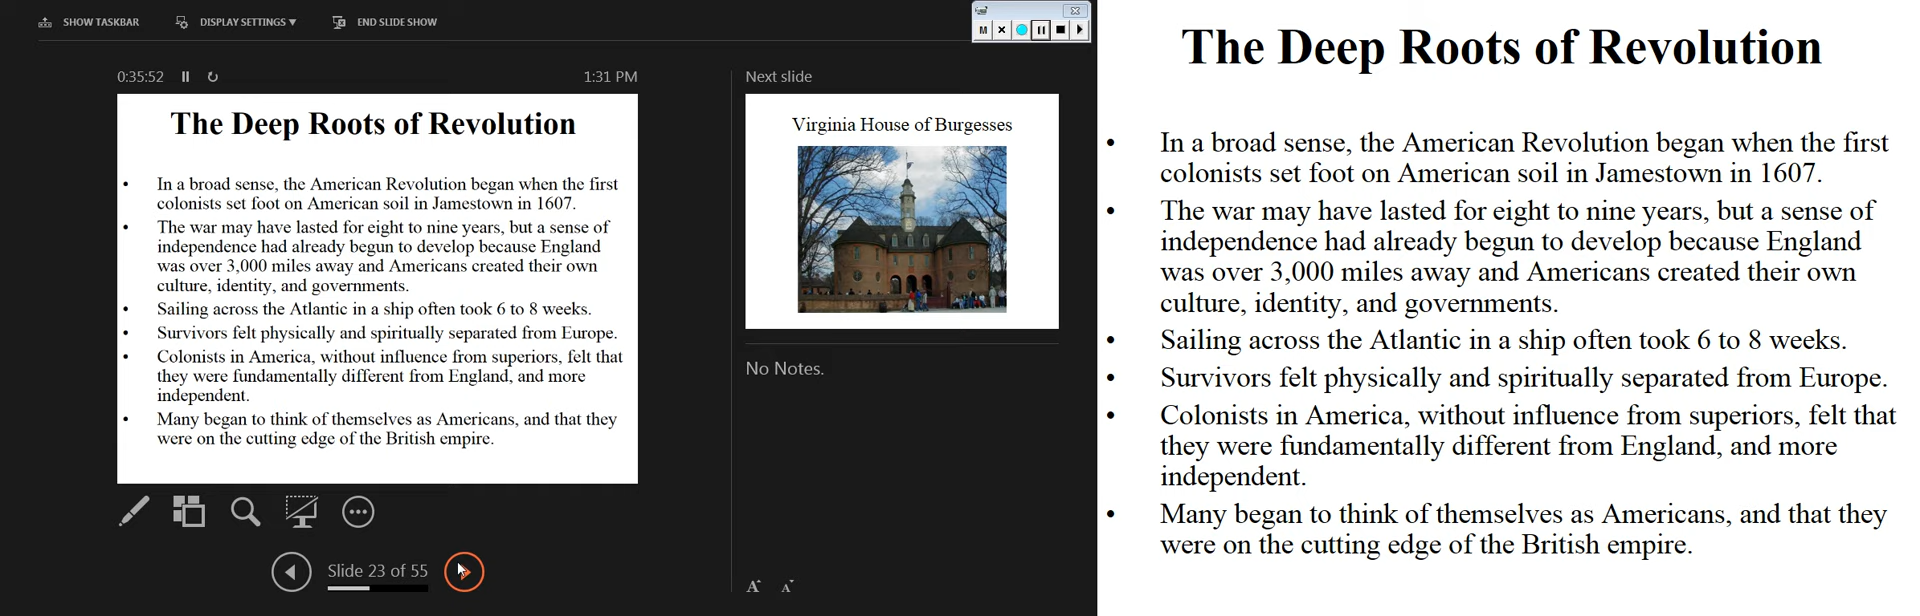 SHOW TASKBAR
DISPLAY SETTINGS ▼
END SLIDE SHOW
M
0:35:52
1:31 PM
The Deep Roots of Revolution
• In a broad sense, the American Revolution began when the first
colonists set foot on American soil in Jamestown in 1607.
• The war may have lasted for eight to nine years, but a sense of
independence had already begun to develop because England
was over 3,000 miles away and Americans created their own
culture, identity, and governments.
• Sailing across the Atlantic in a ship often took 6 to 8 weeks.
• Survivors felt physically and spiritually separated from Europe.
• Colonists in America, without influence from superiors, felt that
they were fundamentally different from England, and more
independent.
• Many began to think of themselves as Americans, and that they
were on the cutting edge of the British empire.
Slide 23 of 55
Next slide
Virginia House of Burgesses
No Notes.
A A
The Deep Roots of Revolution
• In a broad sense, the American Revolution began when the first
colonists set foot on American soil in Jamestown in 1607.
• The war may have lasted for eight to nine years, but a sense of
independence had already begun to develop because England
was over 3,000 miles away and Americans created their own
culture, identity, and governments.
• Sailing across the Atlantic in a ship often took 6 to 8 weeks.
• Survivors felt physically and spiritually separated from Europe.
• Colonists in America, without influence from superiors, felt that
they were fundamentally different from England, and more
independent.
• Many began to think of themselves as Americans, and that they
were on the cutting edge of the British empire.